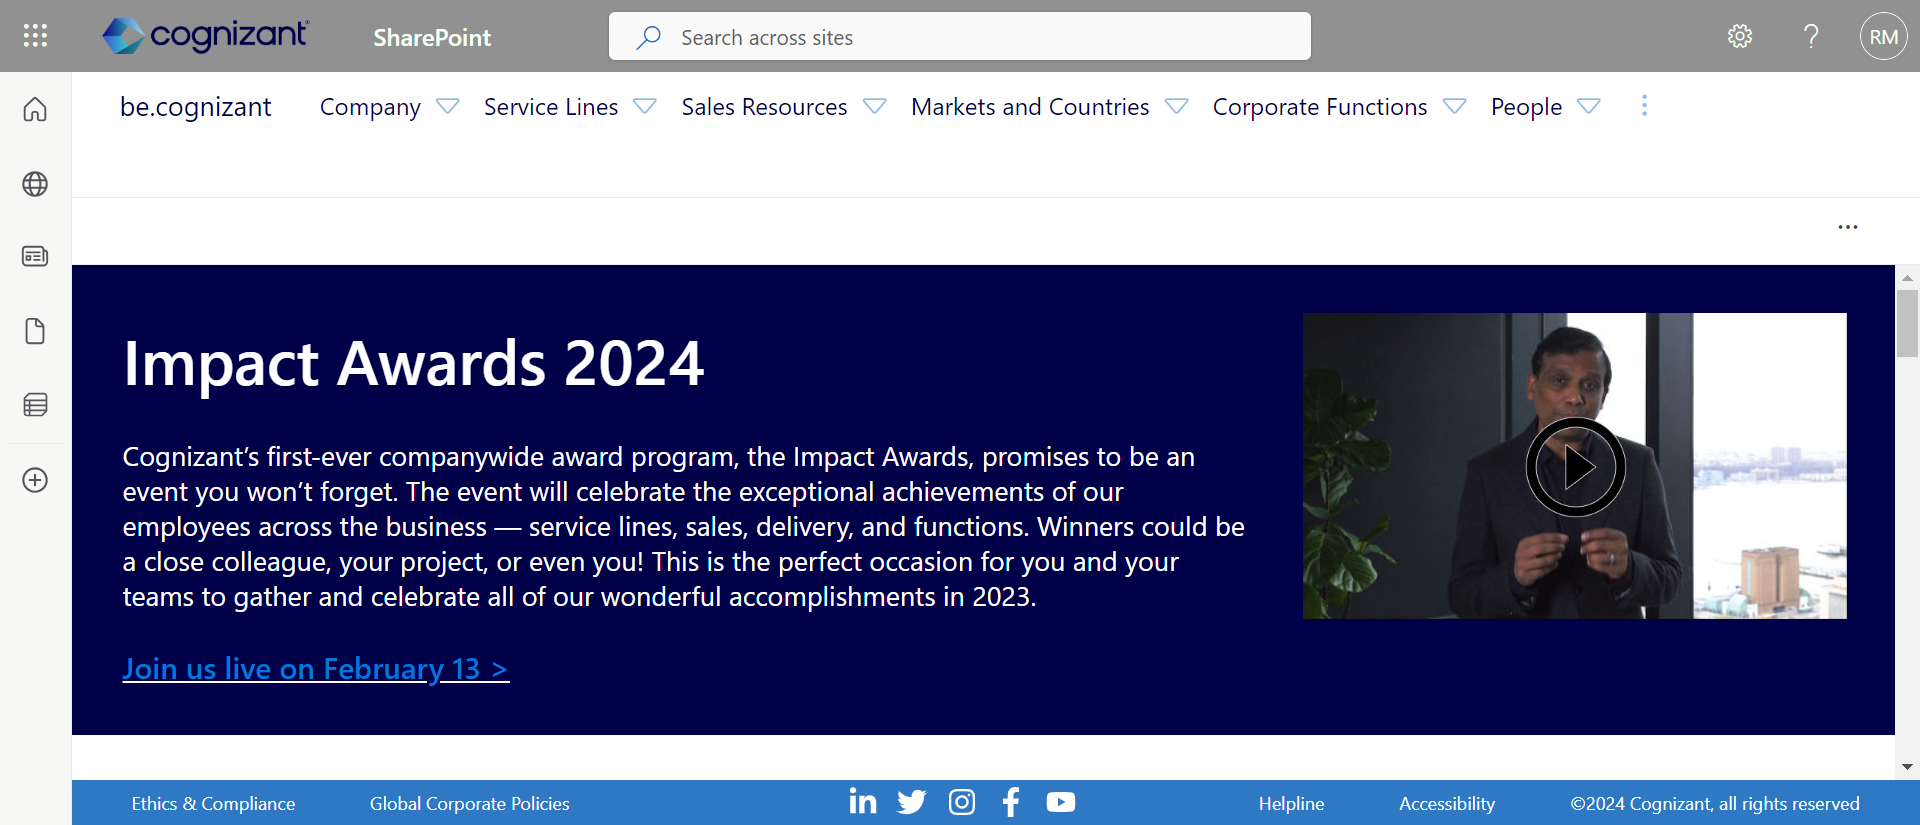 cognizant
SharePoint
Search across sites
RM
be.cognizant
Company
Service Lines
Sales Resources
Markets and Countries
Corporate Functions
People
Impact Awards 2024
Cognizant’s first-ever companywide award program, the Impact Awards, promises to be an
event you won’t forget. The event will celebrate the exceptional achievements of our
employees across the business — service lines, sales, delivery, and functions. Winners could be
a close colleague, your project, or even you! This is the perfect occasion for you and your
teams to gather and celebrate all of our wonderful accomplishments in 2023.
Join us live on February 13 >
Ethics & Compliance
Global Corporate Policies
Helpline
Accessibility
©2024 Cognizant, all rights reserved